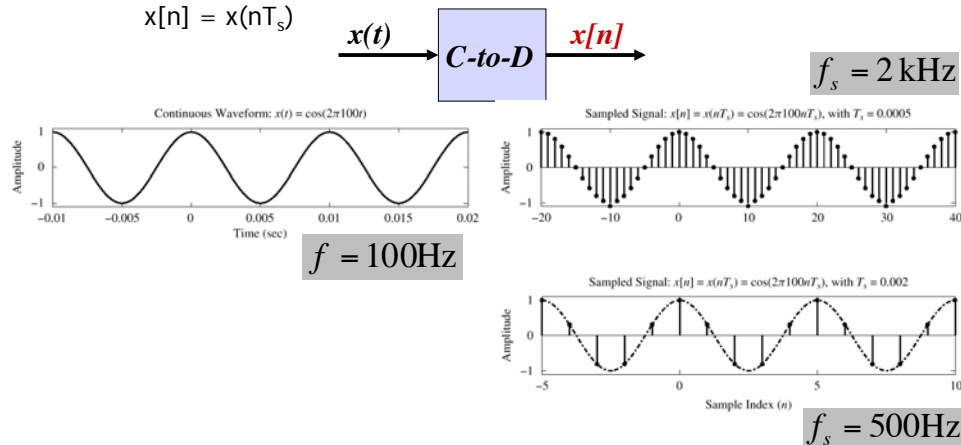 x[n] = x(nTₛ)
x(t)
C-to-D
x[n]
fₛ = 2 kHz
Continuous Waveform: x(t) = cos(2π100t)
Amplitude
1
0
−1
−0.01 −0.005 0 0.005 0.01 0.015 0.02
Time (sec)
f = 100Hz
Sampled Signal: x[n] = x(nTₛ) = cos(2π100nTₛ), with Tₛ = 0.0005
Amplitude
1
0
−1
−20 −10 0 10 20 30 40
Sampled Signal: x[n] = x(nTₛ) = cos(2π100nTₛ), with Tₛ = 0.002
Amplitude
1
0
−1
−5 0 5 10
Sample Index (n)
fₛ = 500Hz